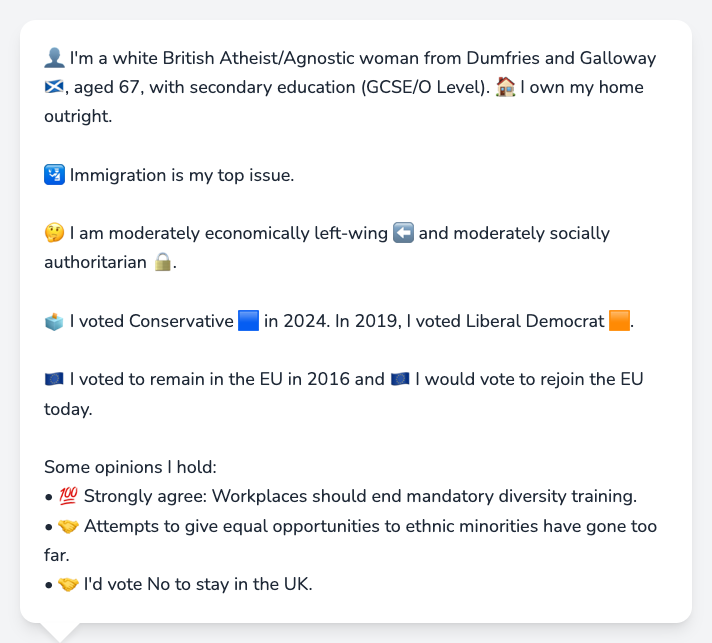 👤 I'm a white British Atheist/Agnostic woman from Dumfries and Galloway
🏴󠁧󠁢󠁳󠁣󠁴󠁿, aged 67, with secondary education (GCSE/O Level). 🏠 I own my home
outright.
🛂 Immigration is my top issue.
🤔 I am moderately economically left-wing ⬅️ and moderately socially
authoritarian 🔒.
🗳️ I voted Conservative 🟦 in 2024. In 2019, I voted Liberal Democrat 🟧.
🇪🇺 I voted to remain in the EU in 2016 and 🇪🇺 I would vote to rejoin the EU
today.
Some opinions I hold:
• 💯 Strongly agree: Workplaces should end mandatory diversity training.
• 🤝 Attempts to give equal opportunities to ethnic minorities have gone too
far.
• 🤝 I'd vote No to stay in the UK.